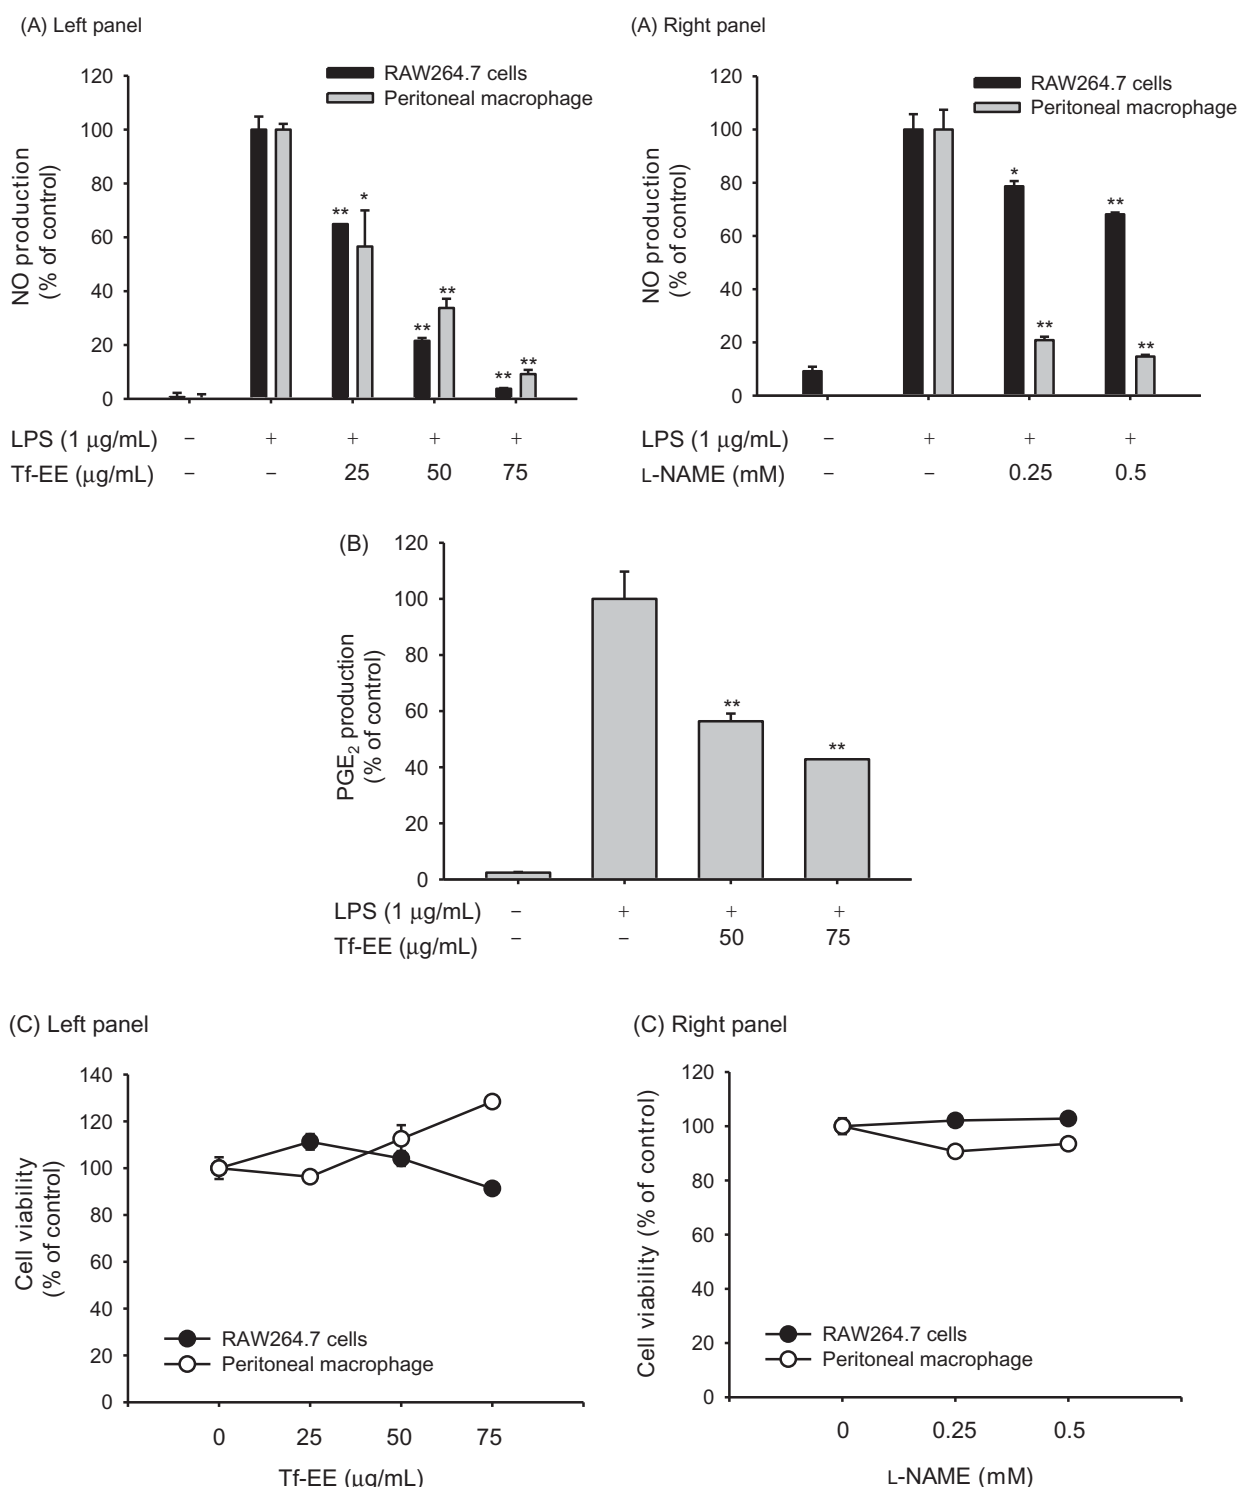 (A) Left panel
RAW264.7 cells
Peritoneal macrophage
NO production
(% of control)
120
100
80
60
40
20
0
** *
** **
** **
LPS (1 μg/mL) − + + + +
Tf-EE (μg/mL) − − 25 50 75
(A) Right panel
RAW264.7 cells
Peritoneal macrophage
NO production
(% of control)
120
100
80
60
40
20
0
* **
** **
LPS (1 μg/mL) − + + +
L-NAME (mM) − − 0.25 0.5
(B)
PGE2 production
(% of control)
120
100
80
60
40
20
0
**
**
LPS (1 μg/mL) − + + +
Tf-EE (μg/mL) − − 50 75
(C) Left panel
Cell viability
(% of control)
140
120
100
80
60
40
20
0
RAW264.7 cells
Peritoneal macrophage
0 25 50 75
Tf-EE (μg/mL)
(C) Right panel
Cell viability (% of control)
120
100
80
60
40
20
0
RAW264.7 cells
Peritoneal macrophage
0 0.25 0.5
L-NAME (mM)